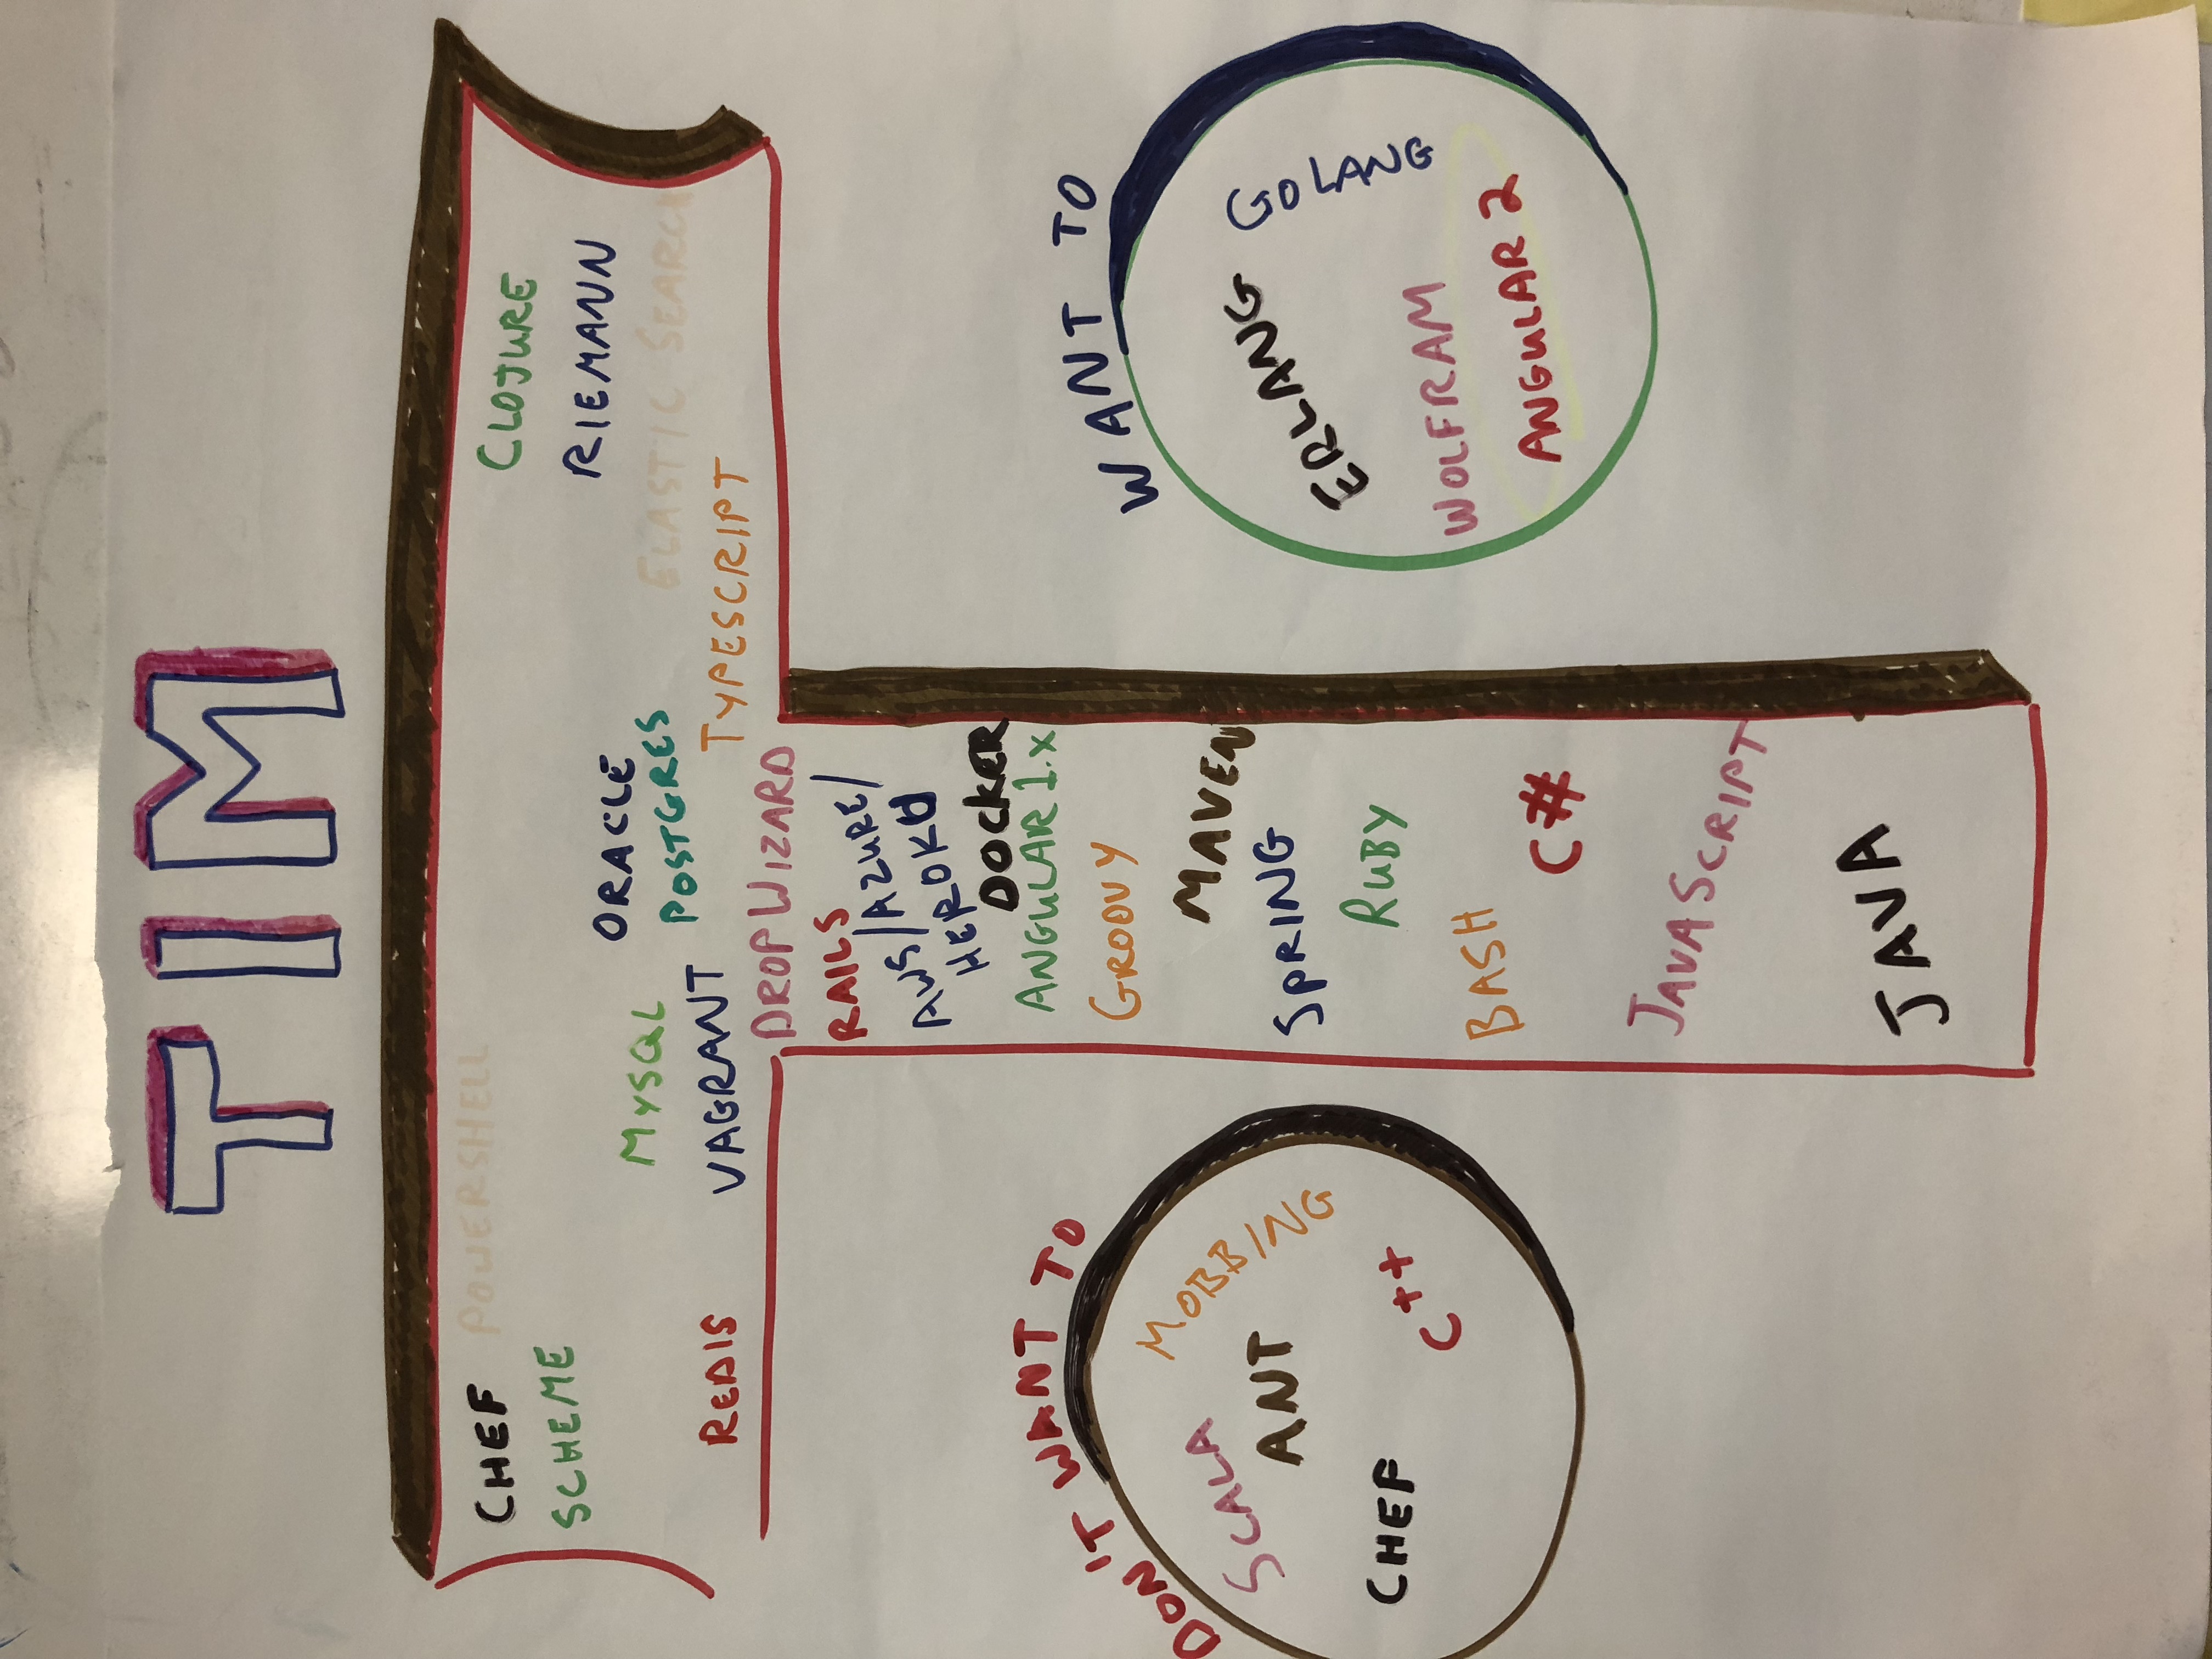 TIM
CHEF POWERSHELL
SCHEME
CLOJURE
RIEMANN
ORACLE
MYSQL
POSTGRES
ELASTIC SEARCH
REDIS
VAGRANT
TYPESCRIPT
DROPWIZARD
RAILS
AWS/AZURE/
HEROKU
DOCKER
ANGULAR 1.X
GROOVY
MAVEN
SPRING
RUBY
BASH
C#
JAVASCRIPT
JAVA
DON'T WANT TO
MOBBING
SCALA
ANT
CHEF
C++
WANT TO
ERLANG
GOLANG
WOLFRAM
ANGULAR 2